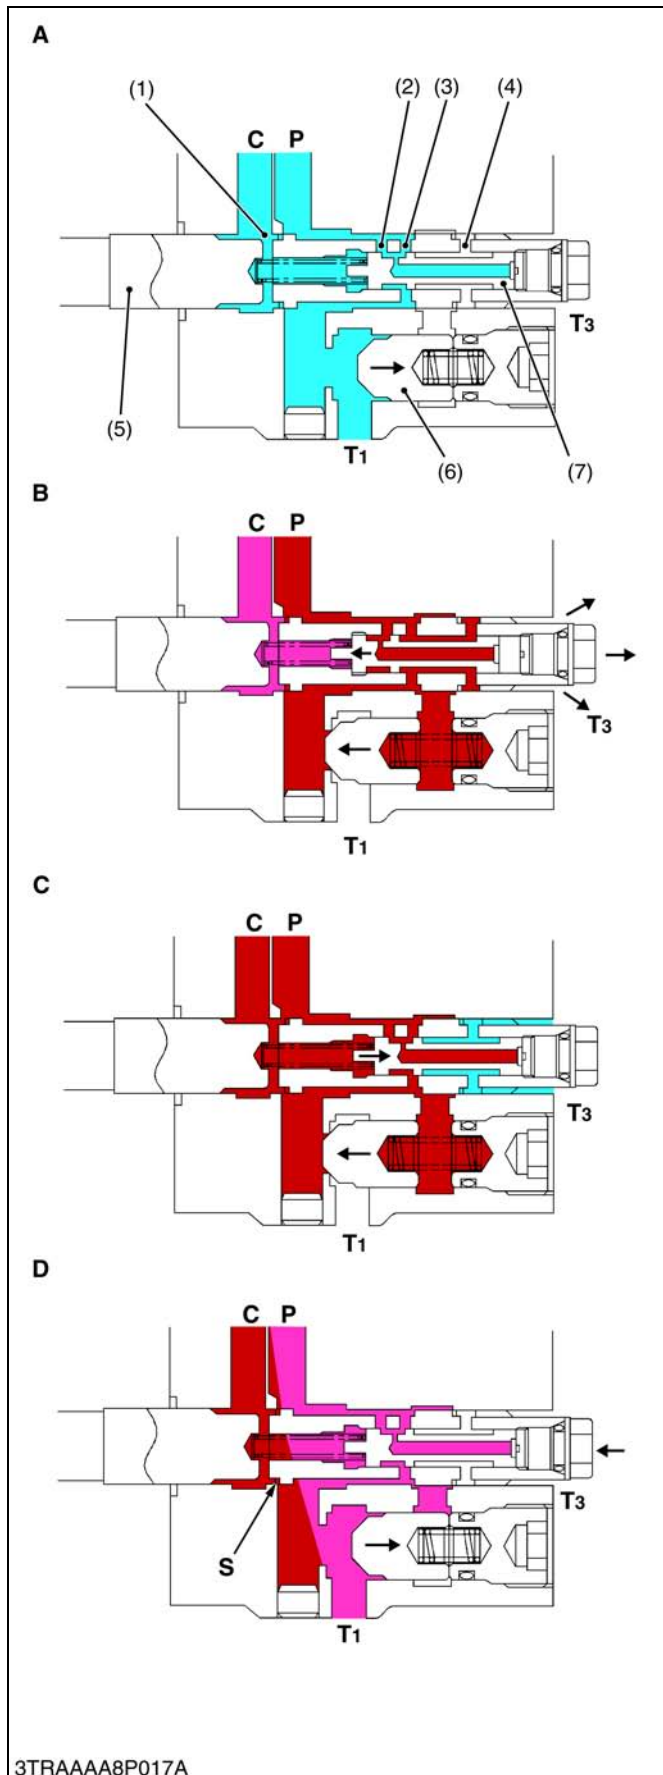 A
(1) (2) (3) (4)
C P
T3
(5) T1 (6) (7)
B
C P
T3
T1
C
C P
T3
T1
D
C P
T3
S
T1
3TRAAAA8P017A